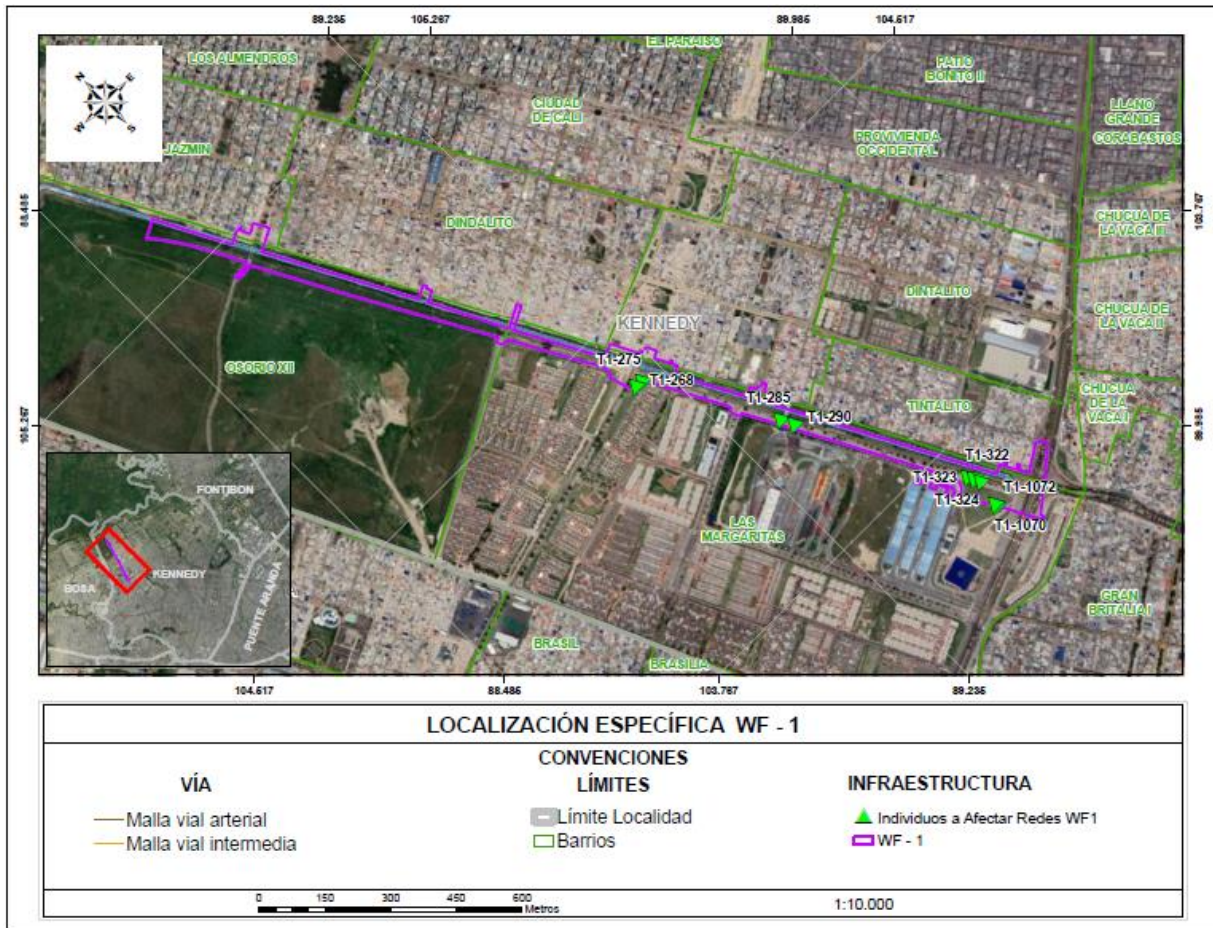 89.235
105.267
89.985
104.517
EL PARAISO
LOS ALMENDROS
PATIO
BONITO II
N
E
W
S
CIUDAD
DE CALI
LLANO
GRANDE
CORABASTOS
JAZMIN
PROVIVIENDA
OCCIDENTAL
88.485
103.767
DINDALITO
CHUCUA DE
LA VACA III
DINTALITO
KENNEDY
CHUCUA DE
LA VACA II
OSORIO XII
T1-275
T1-268
CHUCUA
DE LA
VACA I
T1-285
T1-290
TINTALITO
105.267
89.985
T1-322
T1-323
T1-1072
T1-324
T1-1070
FONTIBON
LAS
MARGARITAS
KENNEDY
BOSA
PUENTE ARANDA
GRAN
BRITALIA I
BRASIL
BRASILIA
104.517
88.485
103.767
89.235
LOCALIZACIÓN ESPECÍFICA WF - 1
CONVENCIONES
VÍA
LÍMITES
INFRAESTRUCTURA
Malla vial arterial
Límite Localidad
Individuos a Afectar Redes WF1
Malla vial intermedia
Barrios
WF - 1
0 150 300 450 600
Metros
1:10.000